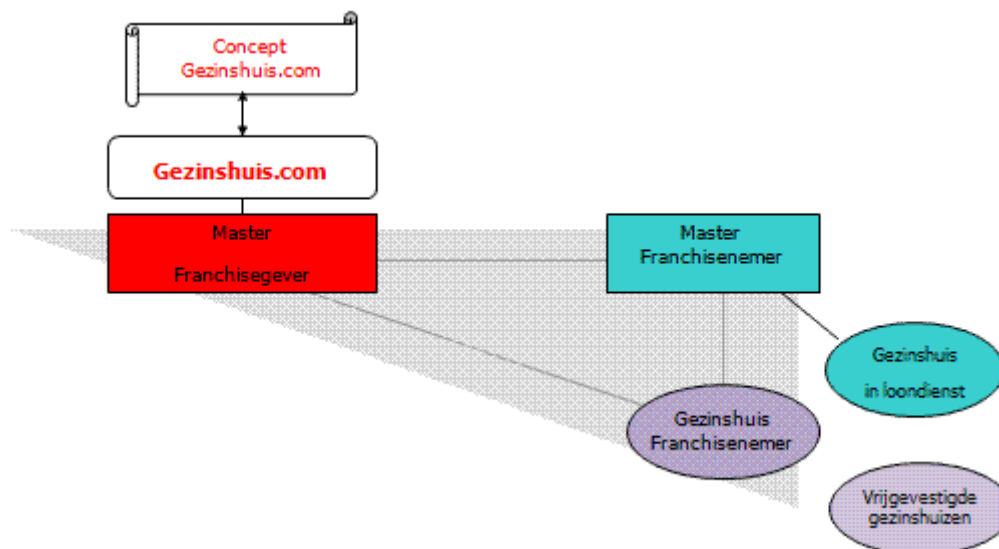 Concept
Gezinshuis.com
Gezinshuis.com
Master
Franchisegever
Master
Franchisenemer
Gezinshuis
in loondienst
Gezinshuis
Franchisenemer
Vrijgevestigde
gezinshuizen